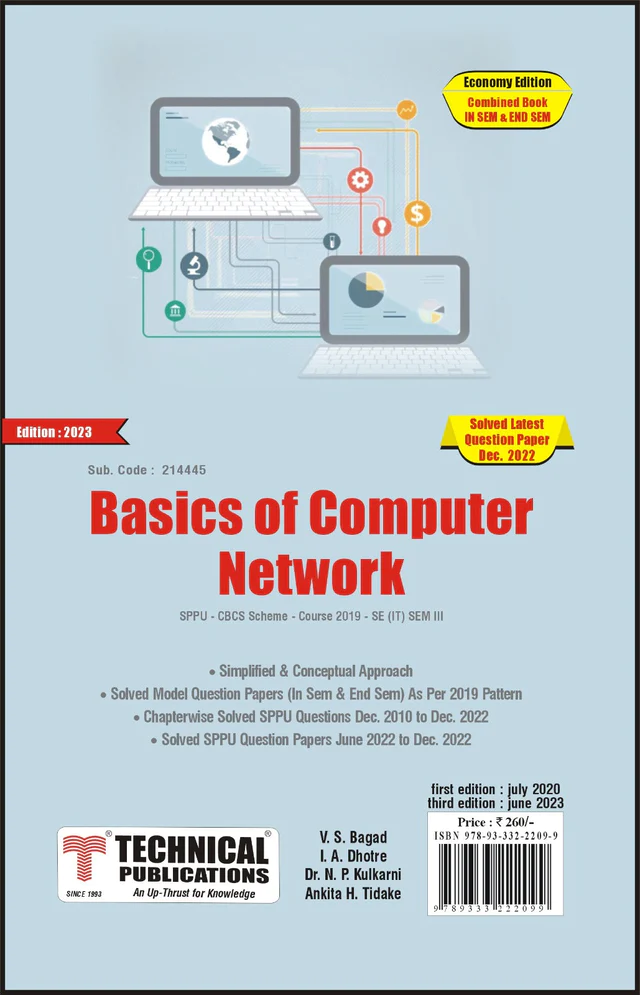 Economy Edition
Combined Book
IN SEM & END SEM
$
Edition : 2023
Solved Latest
Question Paper
Dec. 2022
Sub. Code : 214445
Basics of Computer
Network
SPPU - CBCS Scheme - Course 2019 - SE (IT) SEM III
• Simplified & Conceptual Approach
• Solved Model Question Papers (In Sem & End Sem) As Per 2019 Pattern
• Chapterwise Solved SPPU Questions Dec. 2010 to Dec. 2022
• Solved SPPU Question Papers June 2022 to Dec. 2022
first edition : july 2020
third edition : june 2023
Price : ₹ 260/-
ISBN 978-93-332-2209-9
9 789333 222099
® TECHNICAL ®
PUBLICATIONS
SINCE 1993 An Up-Thrust for Knowledge
V. S. Bagad
I. A. Dhotre
Dr. N. P. Kulkarni
Ankita H. Tidake